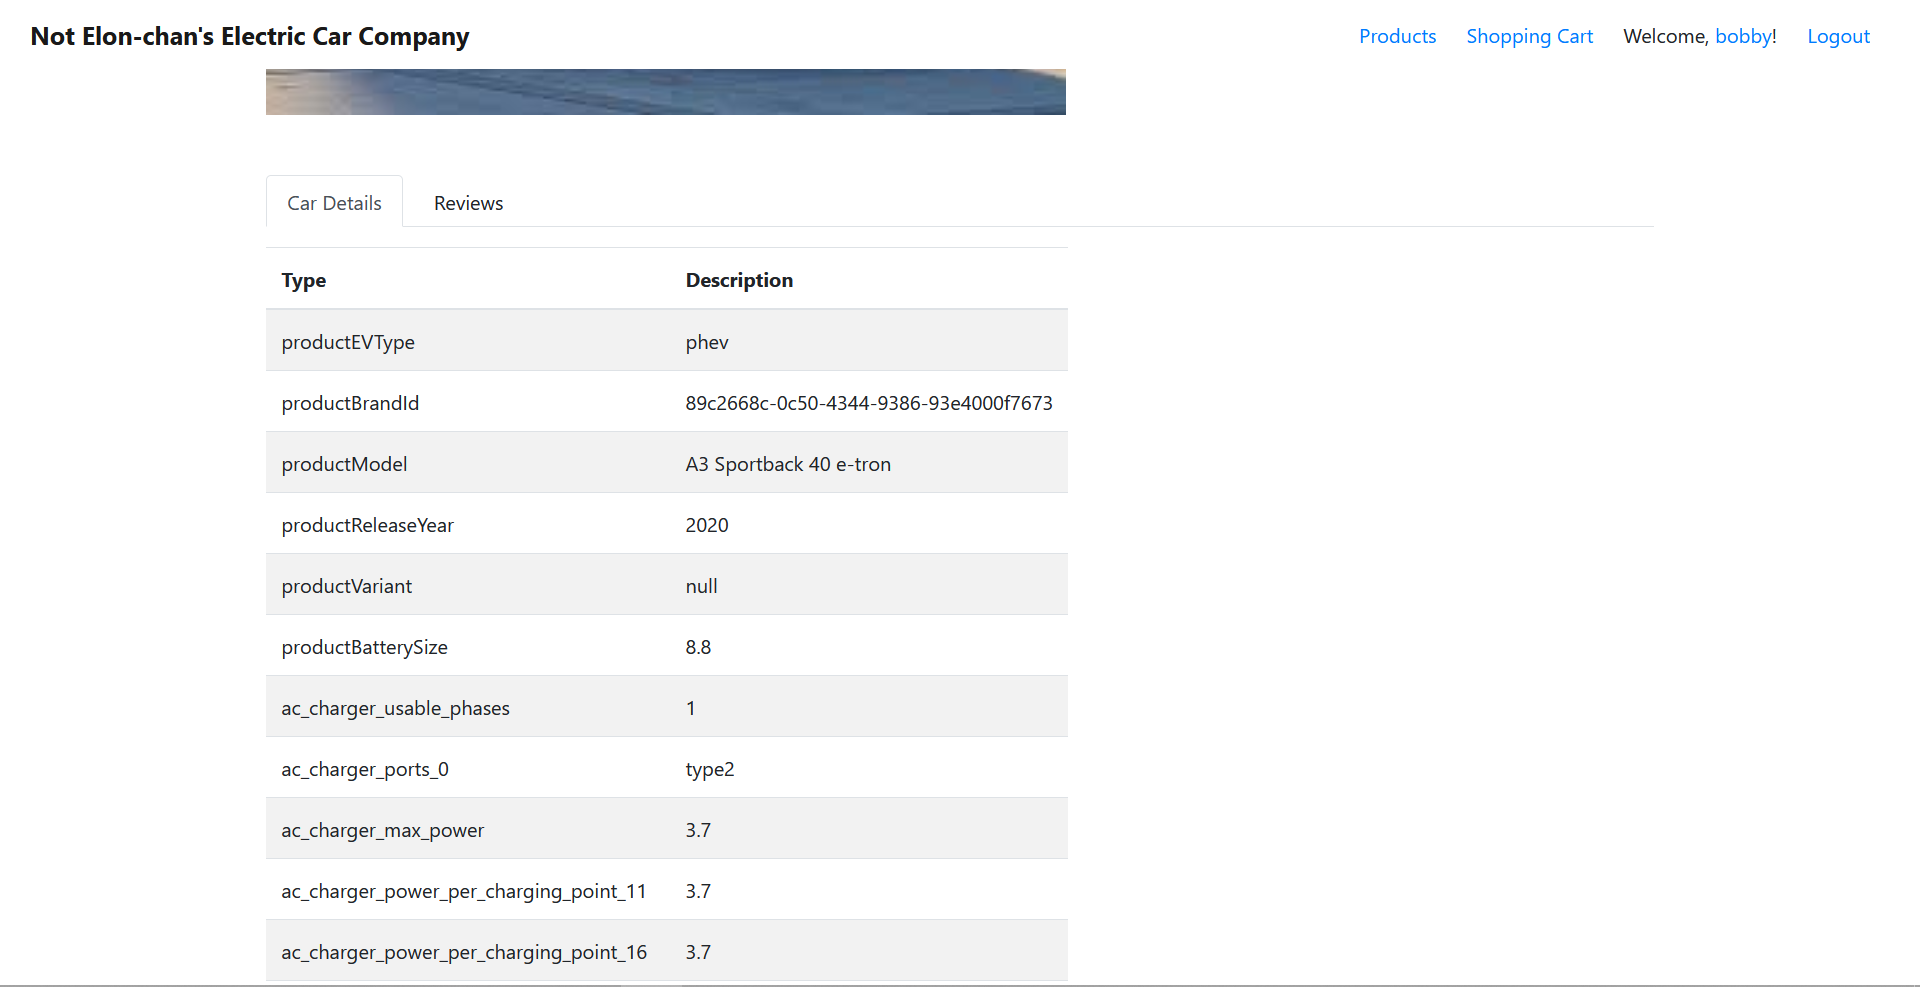 Not Elon-chan's Electric Car Company Products Shopping Cart Welcome, bobby! Logout
Car Details Reviews
Type Description
productEVType phev
productBrandId 89c2668c-0c50-4344-9386-93e4000f7673
productModel A3 Sportback 40 e-tron
productReleaseYear 2020
productVariant null
productBatterySize 8.8
ac_charger_usable_phases 1
ac_charger_ports_0 type2
ac_charger_max_power 3.7
ac_charger_power_per_charging_point_11 3.7
ac_charger_power_per_charging_point_16 3.7